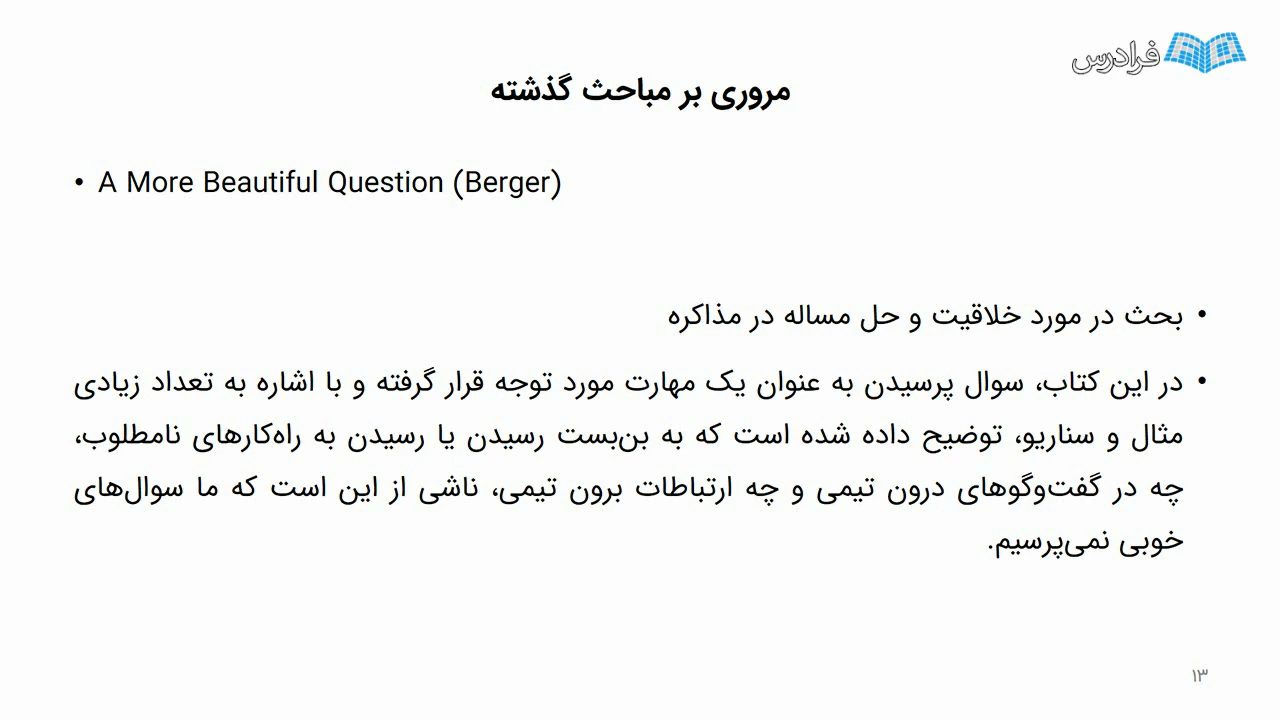 فرادرس
مروری بر مباحث گذشته
• A More Beautiful Question (Berger)
• بحث در مورد خلاقیت و حل مساله در مذاکره
• در این کتاب، سوال پرسیدن به عنوان یک مهارت مورد توجه قرار گرفته و با اشاره به تعداد زیادی
مثال و سناریو، توضیح داده شده است که به بن‌بست رسیدن یا رسیدن به راه‌کارهای نامطلوب،
چه در گفت‌وگوهای درون تیمی و چه ارتباطات برون تیمی، ناشی از این است که ما سوال‌های
خوبی نمی‌پرسیم.
۱۳